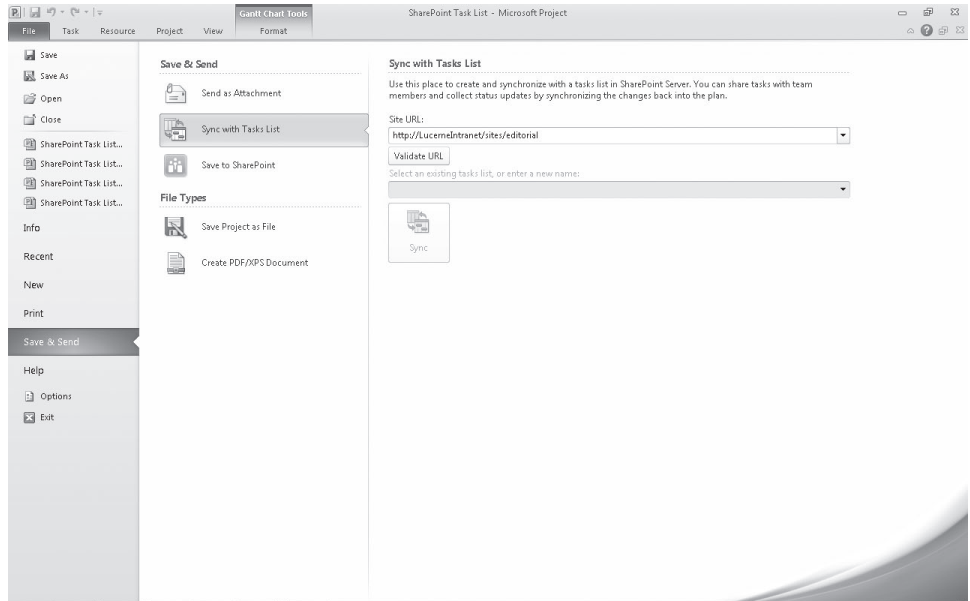 Gantt Chart Tools
SharePoint Task List - Microsoft Project
File Task Resource Project View Format
Save
Save As
Open
Close
SharePoint Task List...
SharePoint Task List...
SharePoint Task List...
SharePoint Task List...
Info
Recent
New
Print
Save & Send
Help
Options
Exit
Save & Send
Send as Attachment
Sync with Tasks List
Save to SharePoint
File Types
Save Project as File
Create PDF/XPS Document
Sync with Tasks List
Use this place to create and synchronize with a tasks list in SharePoint Server. You can share tasks with team
members and collect status updates by synchronizing the changes back into the plan.
Site URL:
http://LucerneIntranet/sites/editorial
Validate URL
Select an existing tasks list, or enter a new name:
Sync